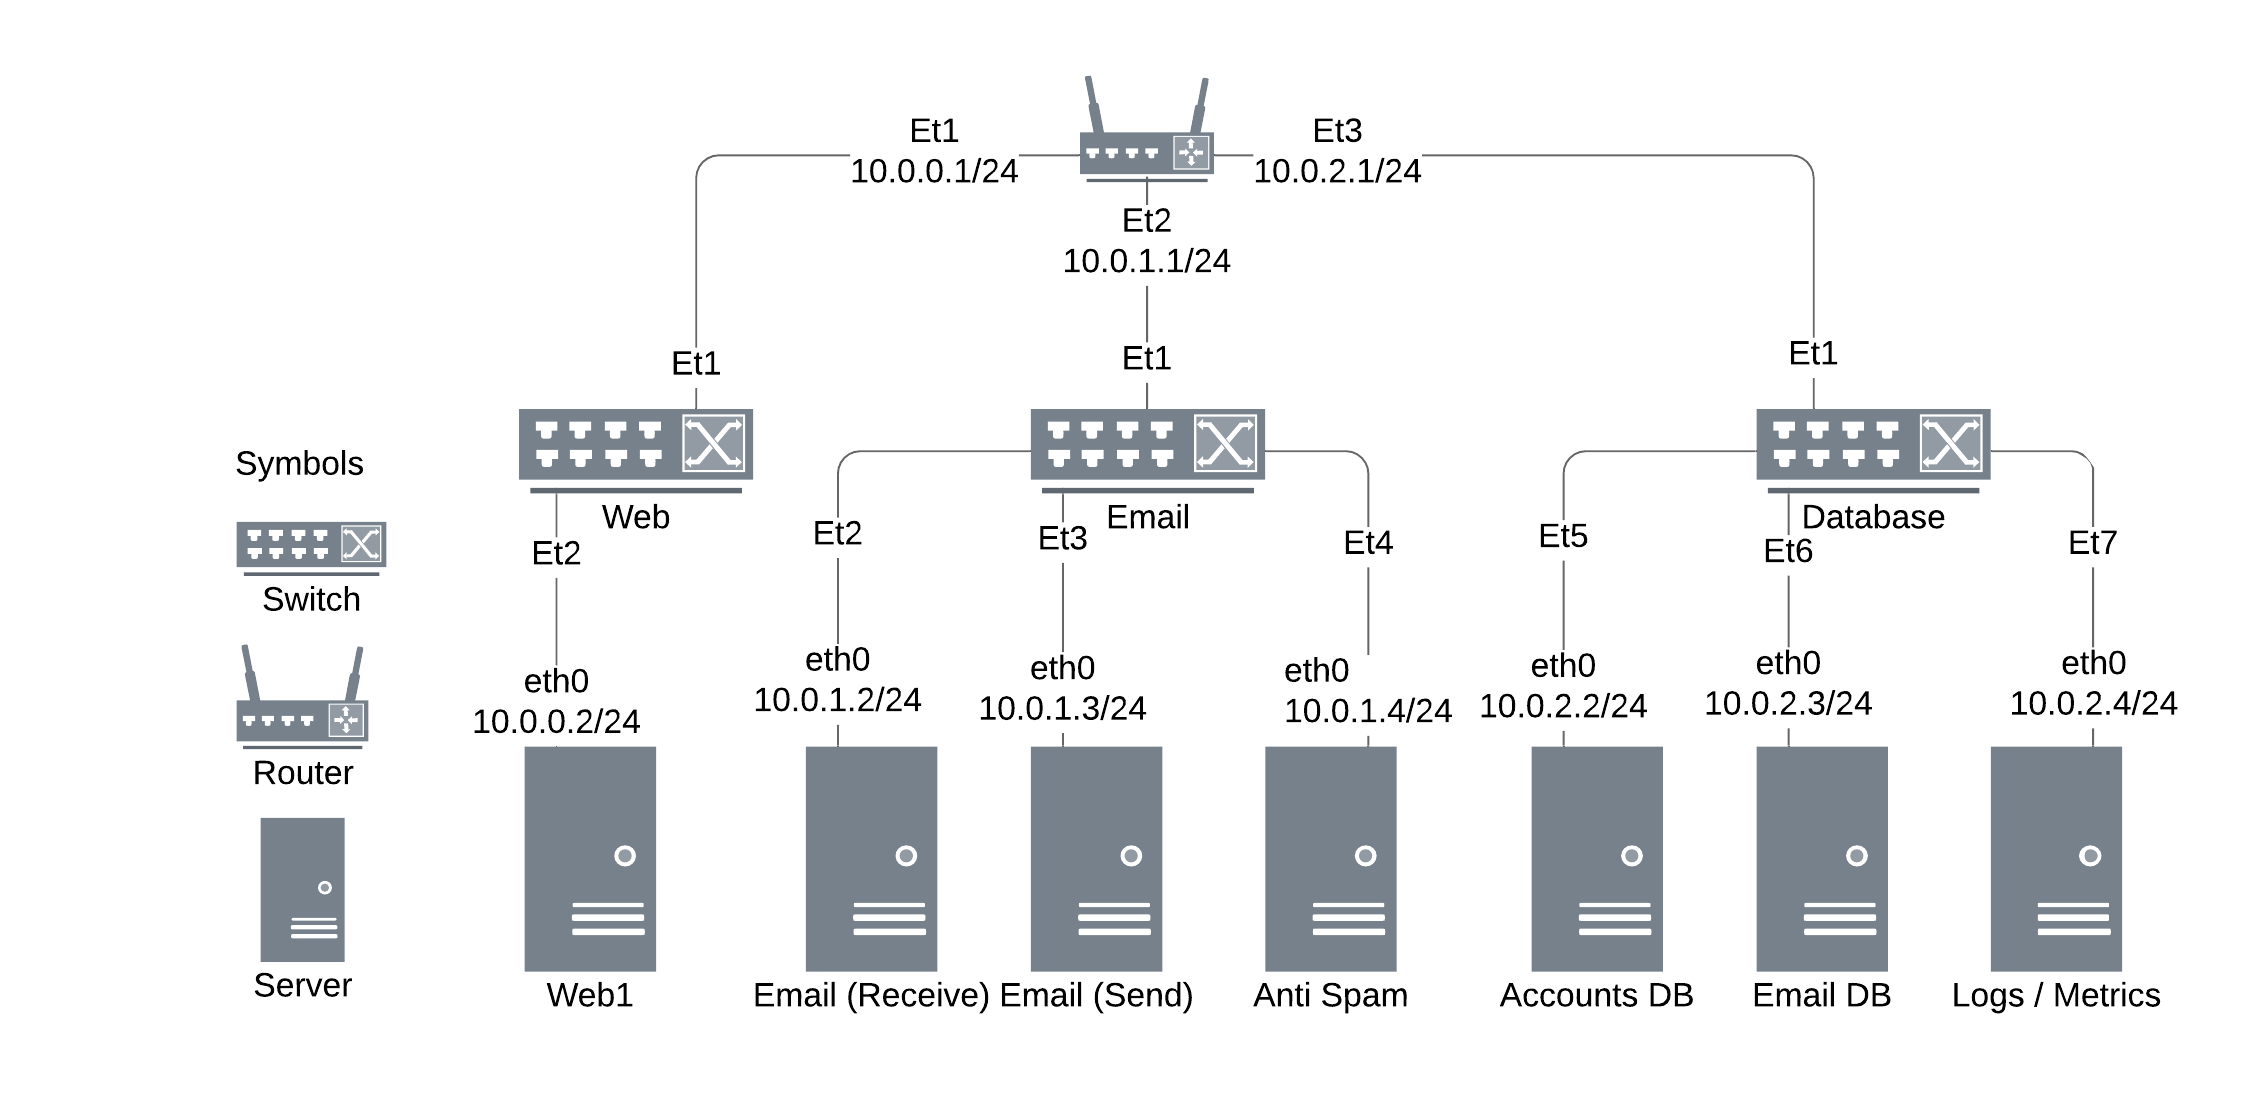 Et1
10.0.0.1/24
Et3
10.0.2.1/24
Et2
10.0.1.1/24
Et1
Et1
Et1
Symbols
Switch
Router
Server
Web
Email
Database
Et2
Et2
Et3
Et4
Et5
Et6
Et7
eth0
10.0.0.2/24
eth0
10.0.1.2/24
eth0
10.0.1.3/24
eth0
10.0.1.4/24
eth0
10.0.2.2/24
eth0
10.0.2.3/24
eth0
10.0.2.4/24
Web1
Email (Receive)
Email (Send)
Anti Spam
Accounts DB
Email DB
Logs / Metrics